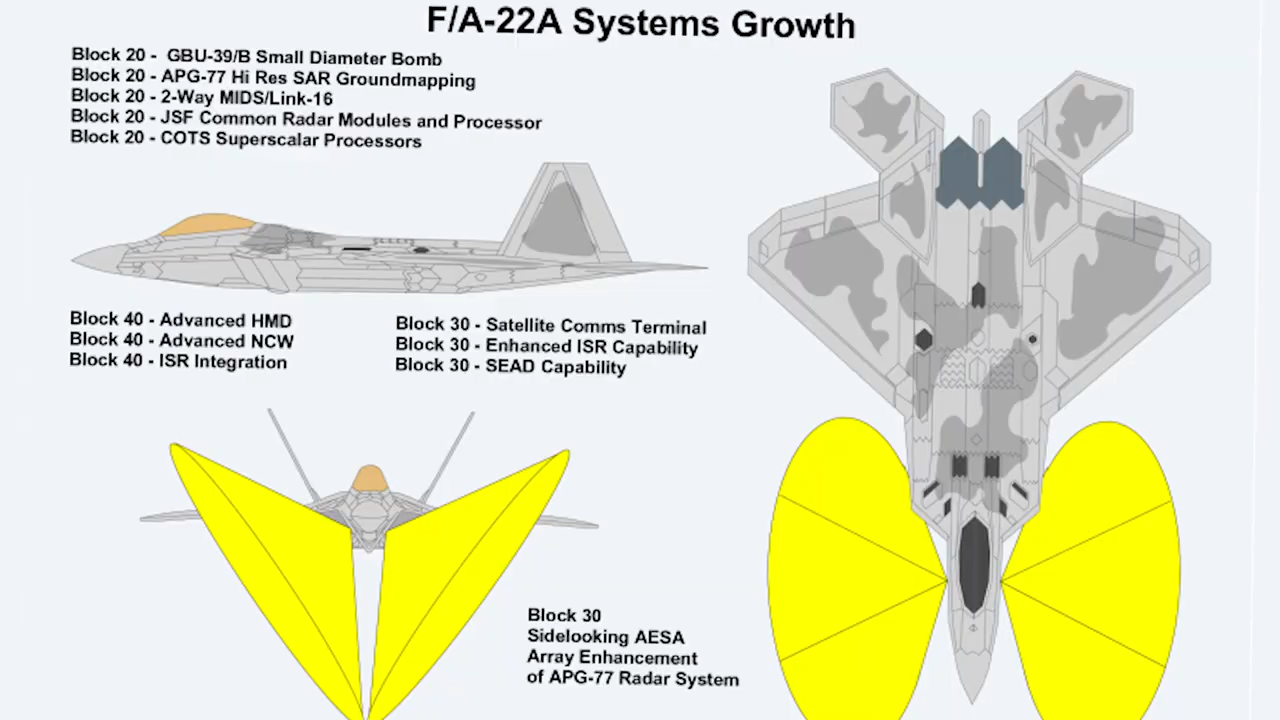 F/A-22A Systems Growth
Block 20 - GBU-39/B Small Diameter Bomb
Block 20 - APG-77 Hi Res SAR Groundmapping
Block 20 - 2-Way MIDS/Link-16
Block 20 - JSF Common Radar Modules and Processor
Block 20 - COTS Superscalar Processors
Block 40 - Advanced HMD
Block 40 - Advanced NCW
Block 40 - ISR Integration
Block 30 - Satellite Comms Terminal
Block 30 - Enhanced ISR Capability
Block 30 - SEAD Capability
Block 30
Sidelooking AESA
Array Enhancement
of APG-77 Radar System